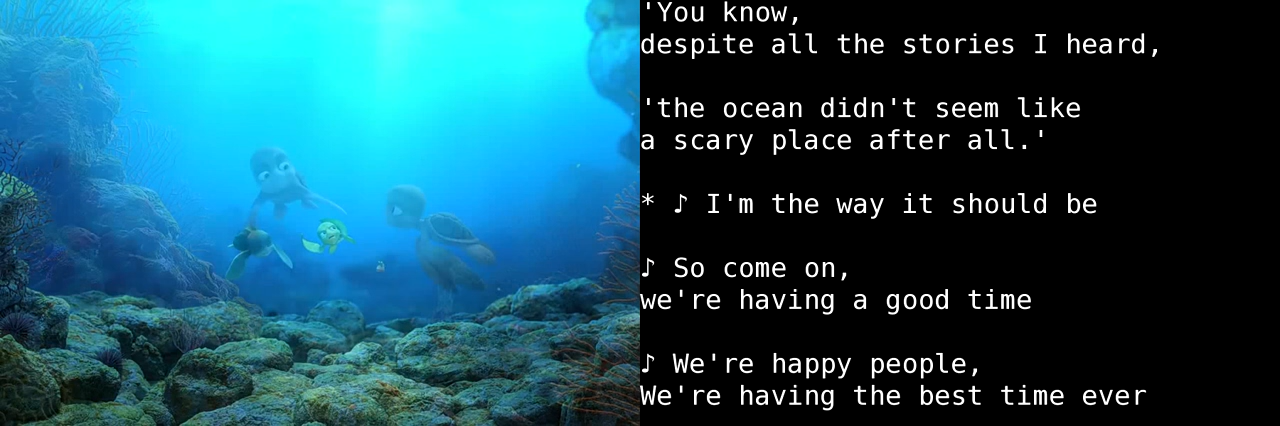 'You know,
despite all the stories I heard,
'the ocean didn't seem like
a scary place after all.'
* ♪ I'm the way it should be
♪ So come on,
we're having a good time
♪ We're happy people,
We're having the best time ever